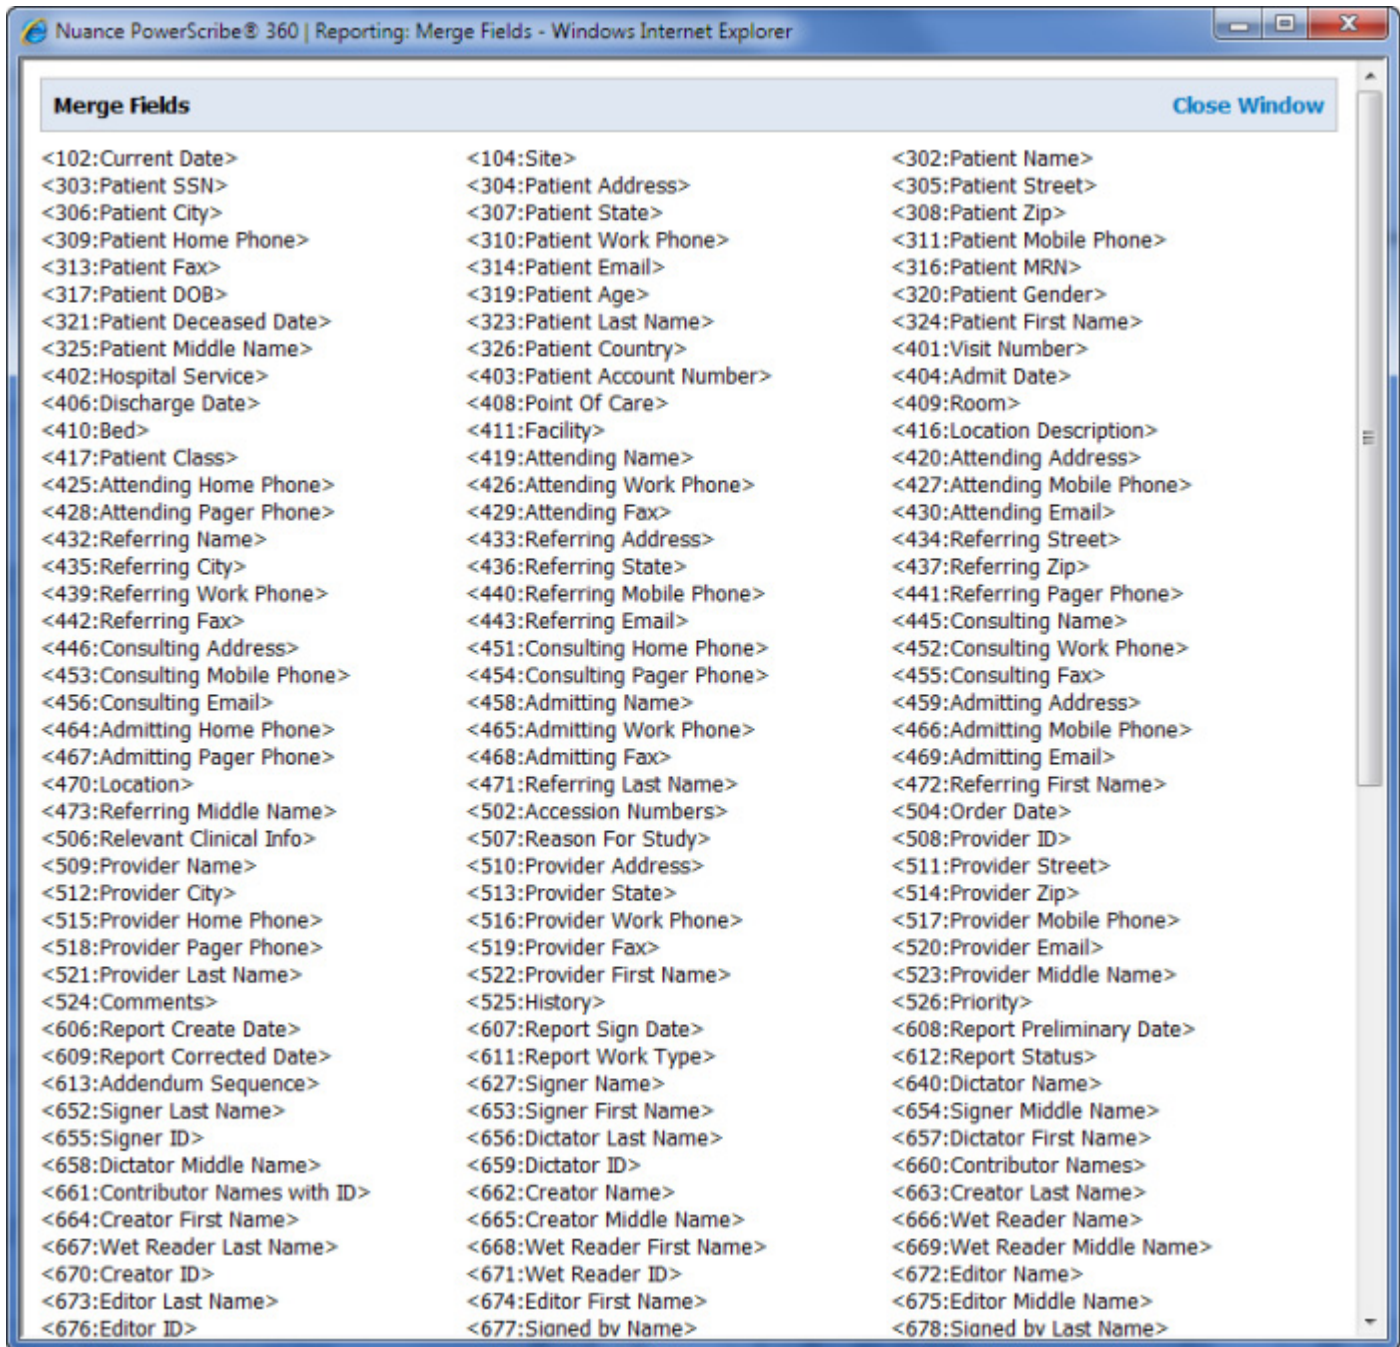 Nuance PowerScribe® 360 | Reporting: Merge Fields - Windows Internet Explorer
Merge Fields Close Window
<102:Current Date> <104:Site> <302:Patient Name>
<303:Patient SSN> <304:Patient Address> <305:Patient Street>
<306:Patient City> <307:Patient State> <308:Patient Zip>
<309:Patient Home Phone> <310:Patient Work Phone> <311:Patient Mobile Phone>
<313:Patient Fax> <314:Patient Email> <316:Patient MRN>
<317:Patient DOB> <319:Patient Age> <320:Patient Gender>
<321:Patient Deceased Date> <323:Patient Last Name> <324:Patient First Name>
<325:Patient Middle Name> <326:Patient Country> <401:Visit Number>
<402:Hospital Service> <403:Patient Account Number> <404:Admit Date>
<406:Discharge Date> <408:Point Of Care> <409:Room>
<410:Bed> <411:Facility> <416:Location Description>
<417:Patient Class> <419:Attending Name> <420:Attending Address>
<425:Attending Home Phone> <426:Attending Work Phone> <427:Attending Mobile Phone>
<428:Attending Pager Phone> <429:Attending Fax> <430:Attending Email>
<432:Referring Name> <433:Referring Address> <434:Referring Street>
<435:Referring City> <436:Referring State> <437:Referring Zip>
<439:Referring Work Phone> <440:Referring Mobile Phone> <441:Referring Pager Phone>
<442:Referring Fax> <443:Referring Email> <445:Consulting Name>
<446:Consulting Address> <451:Consulting Home Phone> <452:Consulting Work Phone>
<453:Consulting Mobile Phone> <454:Consulting Pager Phone> <455:Consulting Fax>
<456:Consulting Email> <458:Admitting Name> <459:Admitting Address>
<464:Admitting Home Phone> <465:Admitting Work Phone> <466:Admitting Mobile Phone>
<467:Admitting Pager Phone> <468:Admitting Fax> <469:Admitting Email>
<470:Location> <471:Referring Last Name> <472:Referring First Name>
<473:Referring Middle Name> <502:Accession Numbers> <504:Order Date>
<506:Relevant Clinical Info> <507:Reason For Study> <508:Provider ID>
<509:Provider Name> <510:Provider Address> <511:Provider Street>
<512:Provider City> <513:Provider State> <514:Provider Zip>
<515:Provider Home Phone> <516:Provider Work Phone> <517:Provider Mobile Phone>
<518:Provider Pager Phone> <519:Provider Fax> <520:Provider Email>
<521:Provider Last Name> <522:Provider First Name> <523:Provider Middle Name>
<524:Comments> <525:History> <526:Priority>
<606:Report Create Date> <607:Report Sign Date> <608:Report Preliminary Date>
<609:Report Corrected Date> <611:Report Work Type> <612:Report Status>
<613:Addendum Sequence> <627:Signer Name> <640:Dictator Name>
<652:Signer Last Name> <653:Signer First Name> <654:Signer Middle Name>
<655:Signer ID> <656:Dictator Last Name> <657:Dictator First Name>
<658:Dictator Middle Name> <659:Dictator ID> <660:Contributor Names>
<661:Contributor Names with ID> <662:Creator Name> <663:Creator Last Name>
<664:Creator First Name> <665:Creator Middle Name> <666:Wet Reader Name>
<667:Wet Reader Last Name> <668:Wet Reader First Name> <669:Wet Reader Middle Name>
<670:Creator ID> <671:Wet Reader ID> <672:Editor Name>
<673:Editor Last Name> <674:Editor First Name> <675:Editor Middle Name>
<676:Editor ID> <677:Signed by Name> <678:Signed by Last Name>